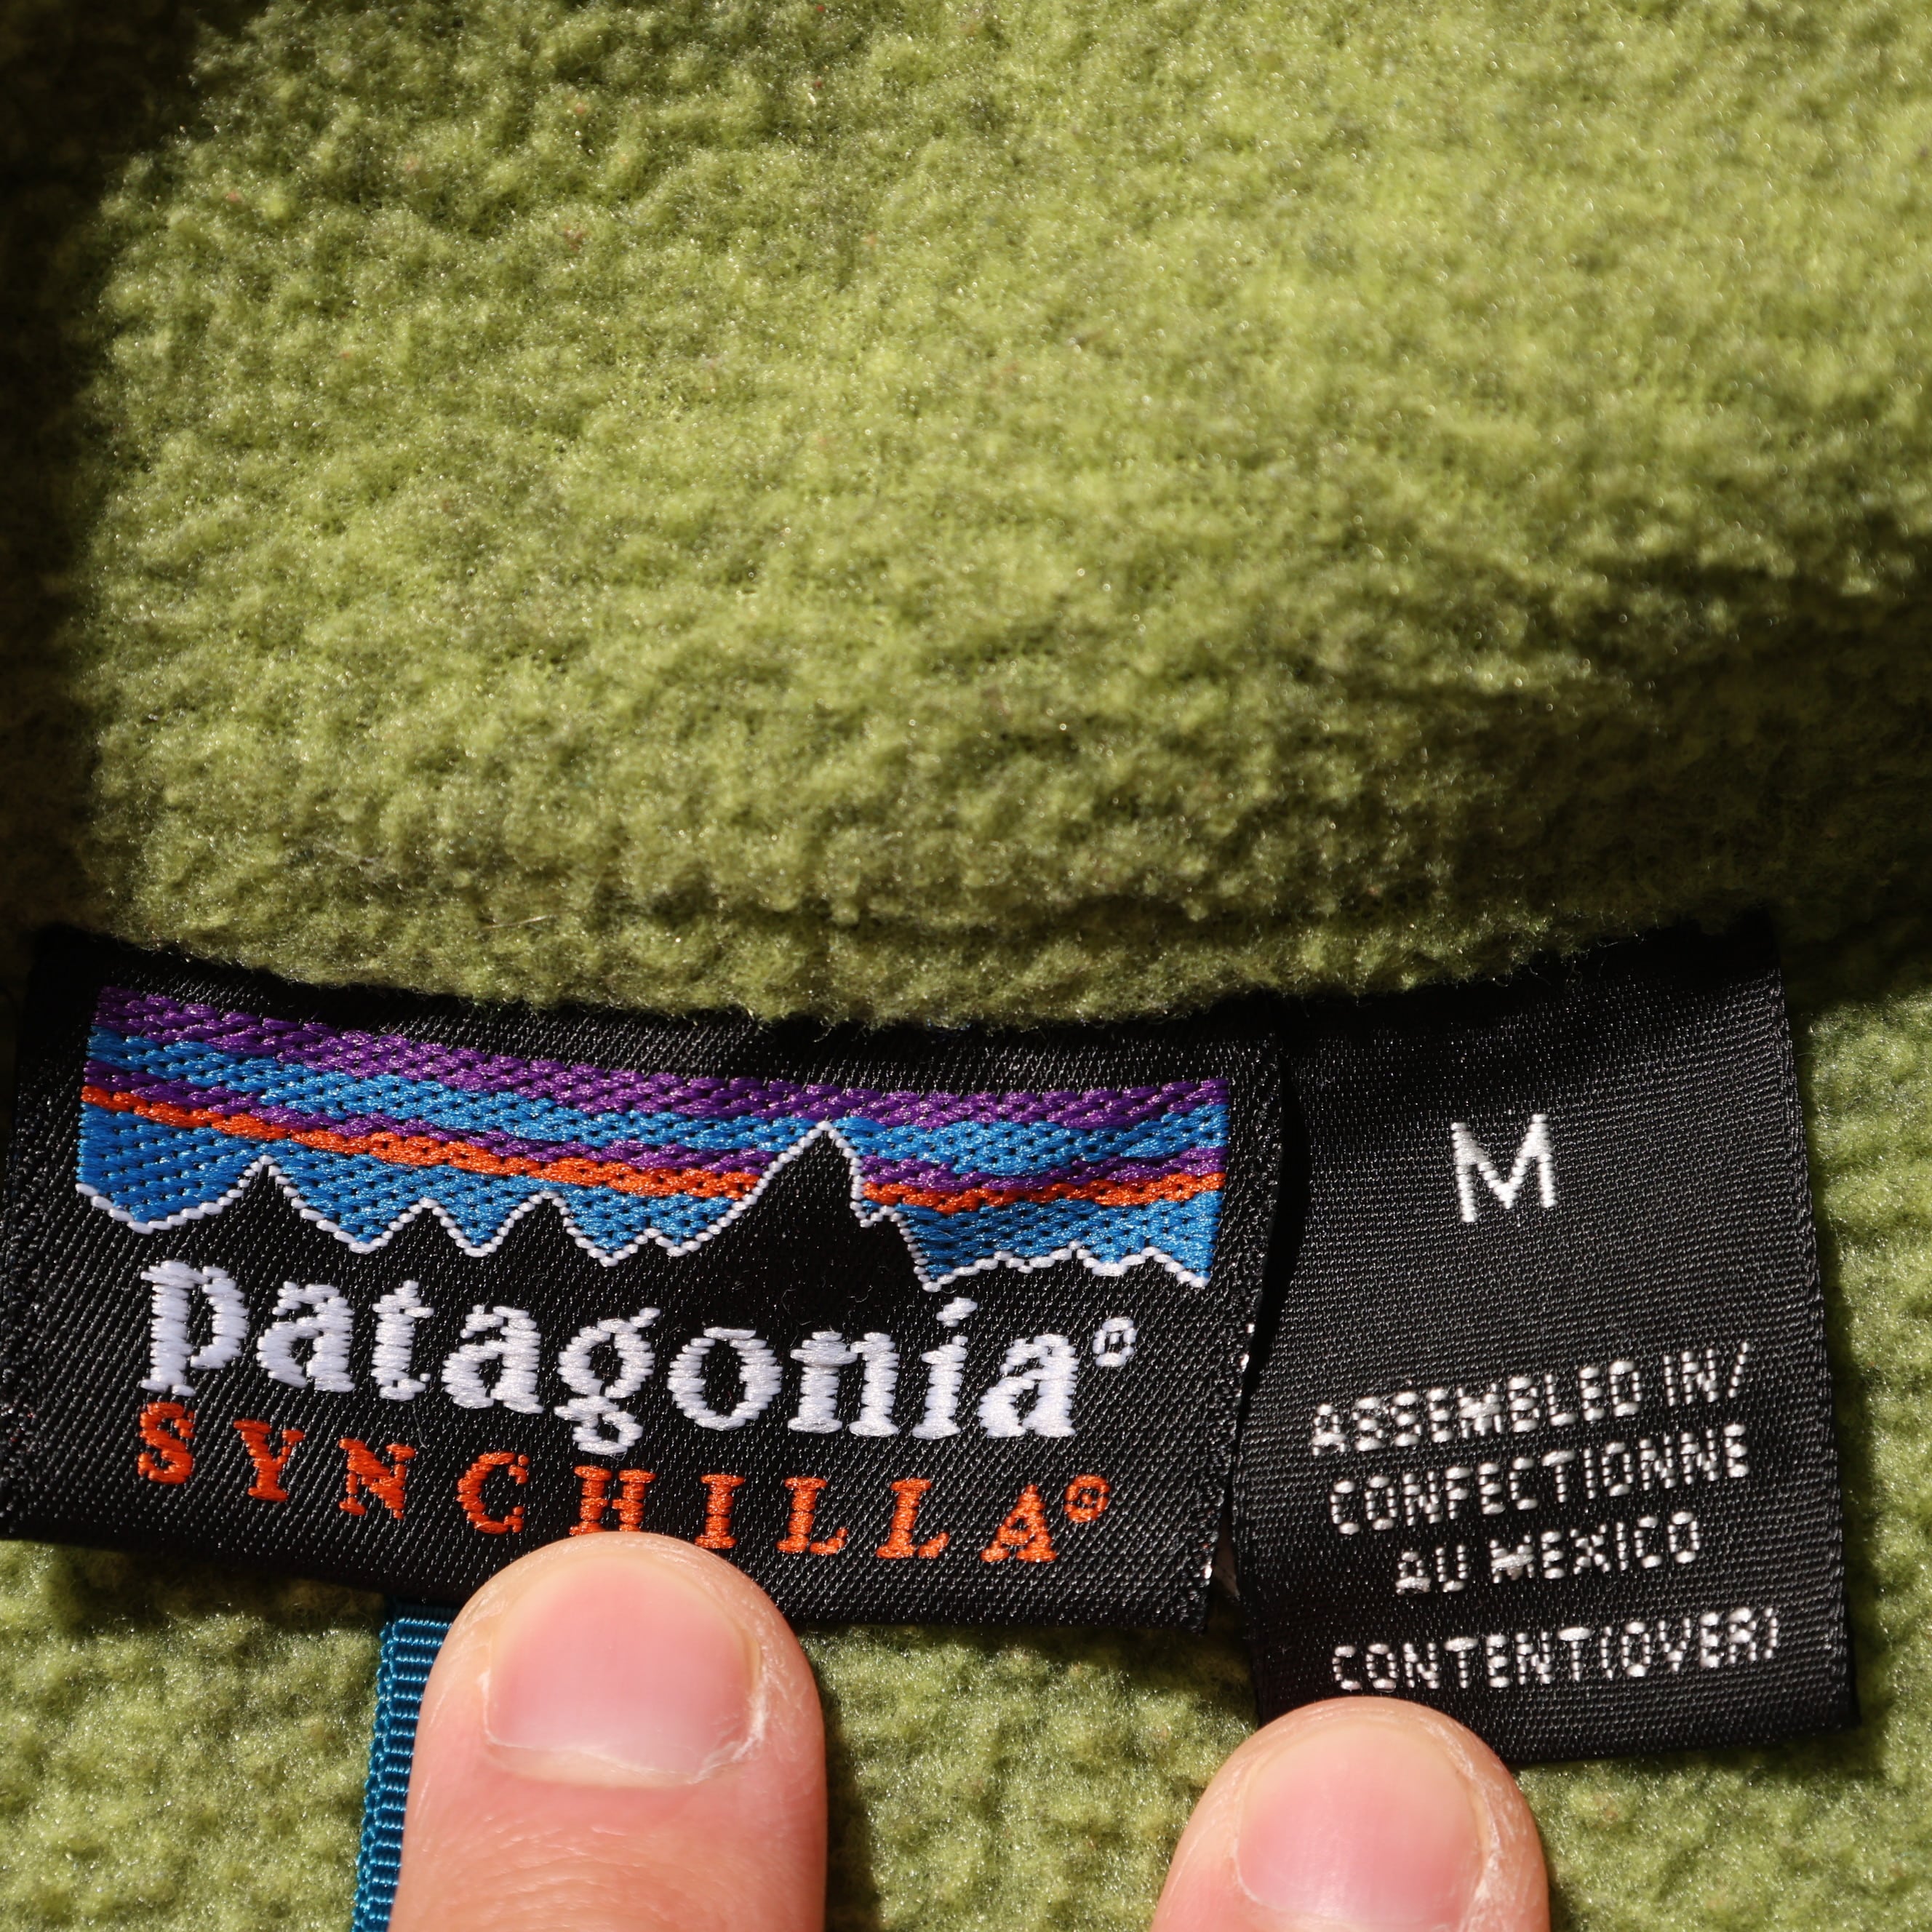 patagonia®
SYNCHILLA®
M
ASSEMBLED IN/
CONFECTIONNE
AU MEXICO
CONTENT(OVER)